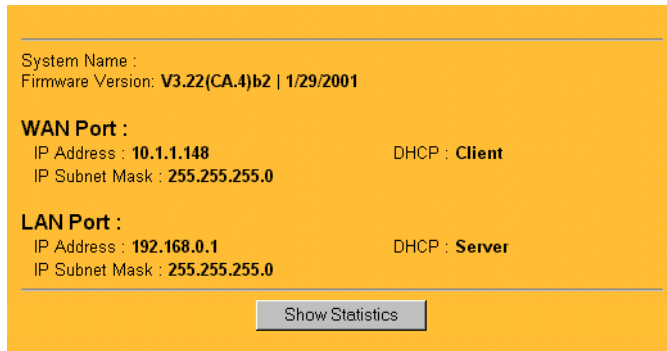 System Name :
Firmware Version: V3.22(CA.4)b2 | 1/29/2001
WAN Port :
IP Address : 10.1.1.148 DHCP : Client
IP Subnet Mask : 255.255.255.0
LAN Port :
IP Address : 192.168.0.1 DHCP : Server
IP Subnet Mask : 255.255.255.0
Show Statistics